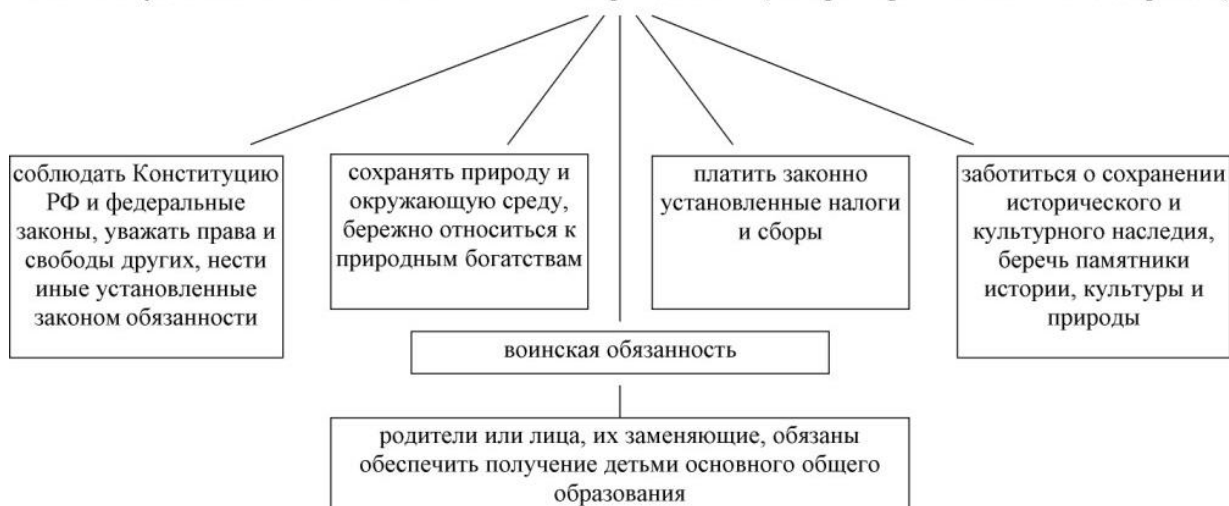 соблюдать Конституцию
РФ и федеральные
законы, уважать права и
свободы других, нести
иные установленные
законом обязанности
сохранять природу и
окружающую среду,
бережно относиться к
природным богатствам
платить законно
установленные налоги
и сборы
заботиться о сохранении
исторического и
культурного наследия,
беречь памятники
истории, культуры и
природы
воинская обязанность
родители или лица, их заменяющие, обязаны
обеспечить получение детьми основного общего
образования